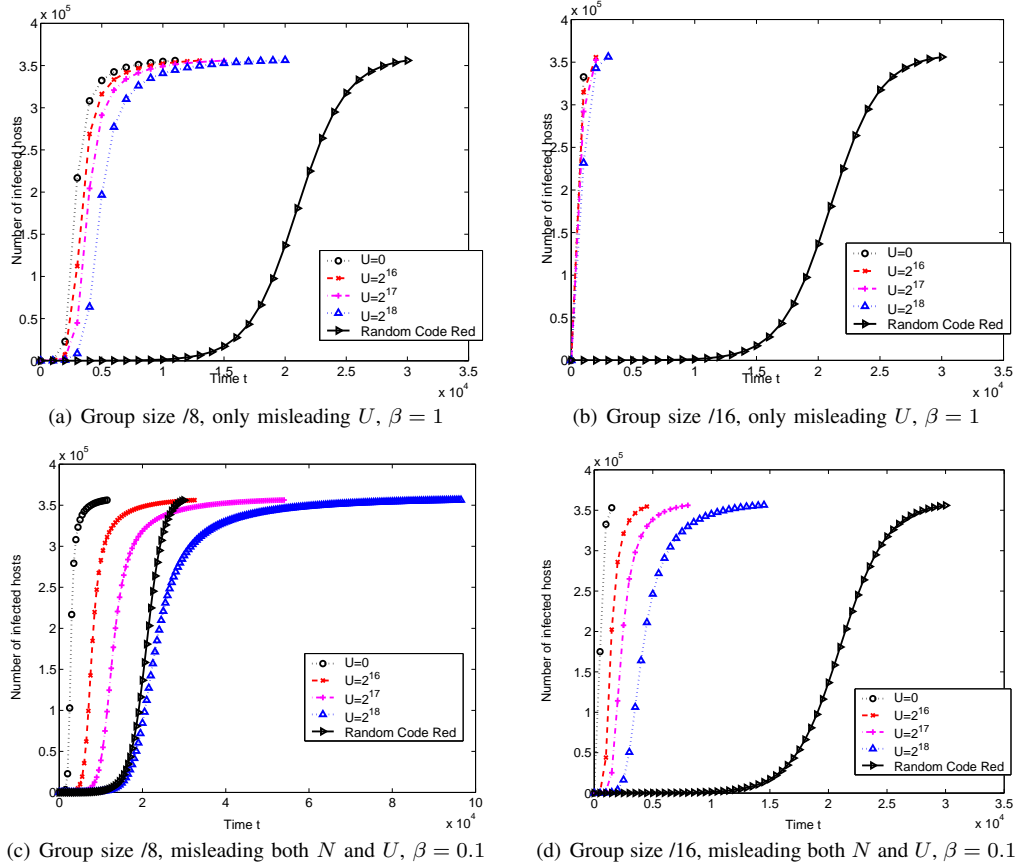 x 10^5
4
3.5
3
2.5
2
1.5
1
0.5
0
Number of infected hosts
0 0.5 1 1.5 2 2.5 3 3.5
Time t
x 10^4
U=0
U=2^16
U=2^17
U=2^18
Random Code Red
(a) Group size /8, only misleading U, β = 1
x 10^5
4
3.5
3
2.5
2
1.5
1
0.5
0
Number of infected hosts
0 0.5 1 1.5 2 2.5 3 3.5
Time t
x 10^4
U=0
U=2^16
U=2^17
U=2^18
Random Code Red
(b) Group size /16, only misleading U, β = 1
x 10^5
4
3.5
3
2.5
2
1.5
1
0.5
0
Number of infected hosts
0 2 4 6 8 10
Time t
x 10^4
U=0
U=2^16
U=2^17
U=2^18
Random Code Red
(c) Group size /8, misleading both N and U, β = 0.1
x 10^5
4
3.5
3
2.5
2
1.5
1
0.5
0
Number of infected hosts
0 0.5 1 1.5 2 2.5 3 3.5
Time t
x 10^4
U=0
U=2^16
U=2^17
U=2^18
Random Code Red
(d) Group size /16, misleading both N and U, β = 0.1